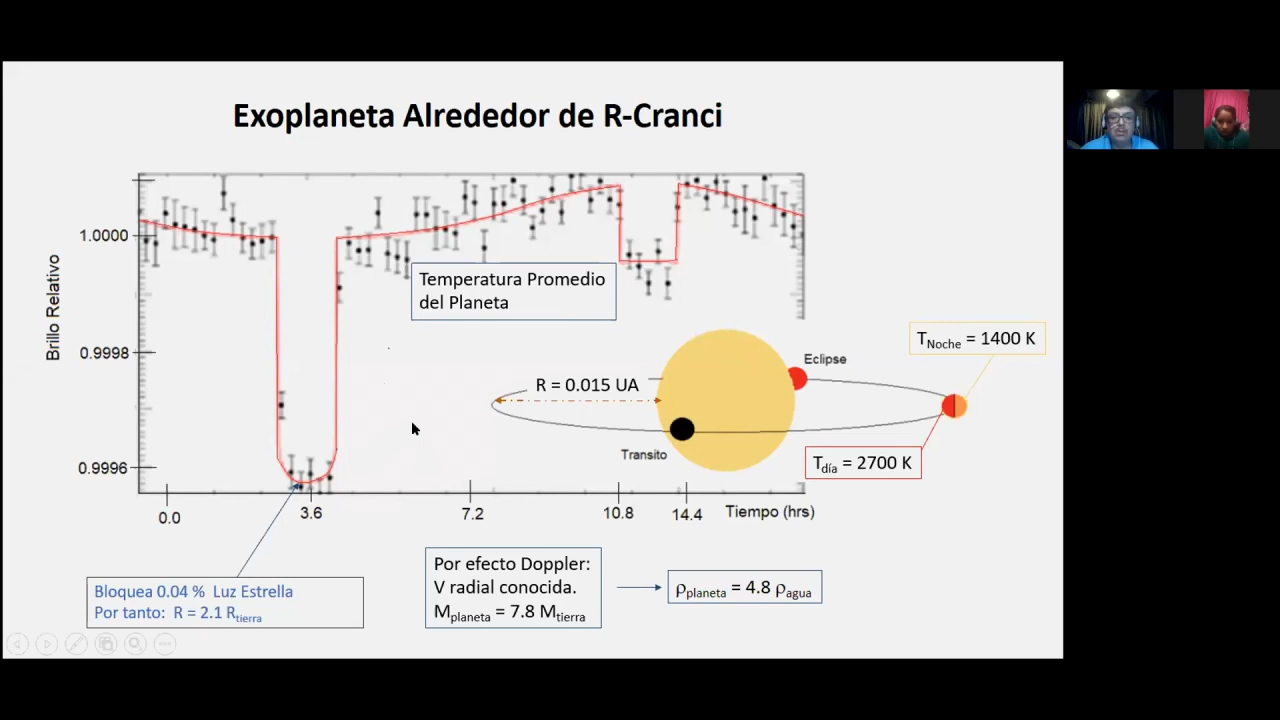 Exoplaneta Alrededor de R-Cranci
1.0000
Brillo Relativo
0.9998
0.9996
Temperatura Promedio
del Planeta
T_Noche = 1400 K
Eclipse
R = 0.015 UA
Transito
T_día = 2700 K
0.0
3.6
7.2
10.8
14.4
Tiempo (hrs)
Bloquea 0.04 % Luz Estrella
Por tanto: R = 2.1 R_tierra
Por efecto Doppler:
V radial conocida.
M_planeta = 7.8 M_tierra
ρ_planeta = 4.8 ρ_agua